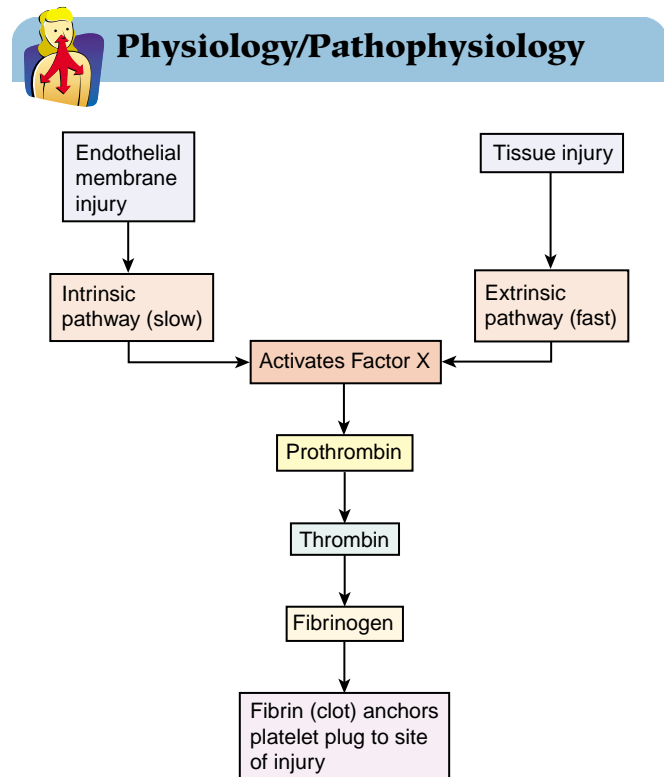 Physiology/Pathophysiology
Endothelial
membrane
injury
Tissue injury
Intrinsic
pathway (slow)
Extrinsic
pathway (fast)
Activates Factor X
Prothrombin
Thrombin
Fibrinogen
Fibrin (clot) anchors
platelet plug to site
of injury